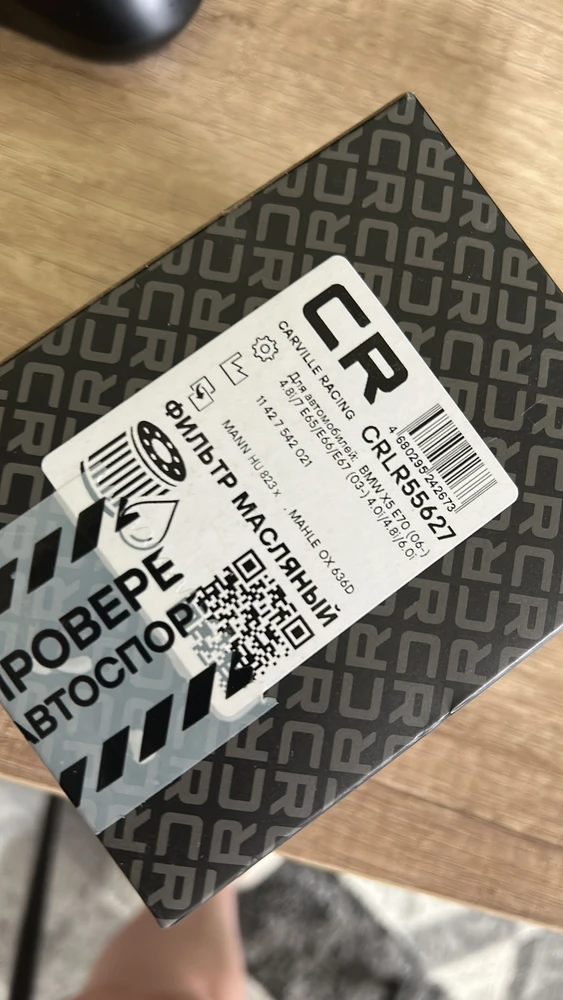 CR
CARVILLE RACING
CRLR55627
4 680295 242673
Для автомобилей: BMW X5 E70 (06-)
4.8i/7 E65/E66/E67 (03-) 4.0i/4.8i/6.0i
11 42 7 542 021
MANN HU 823 x, MAHLE OX 636D
ФИЛЬТР МАСЛЯНЫЙ
ПРОВЕРЕ
АВТОСПОР